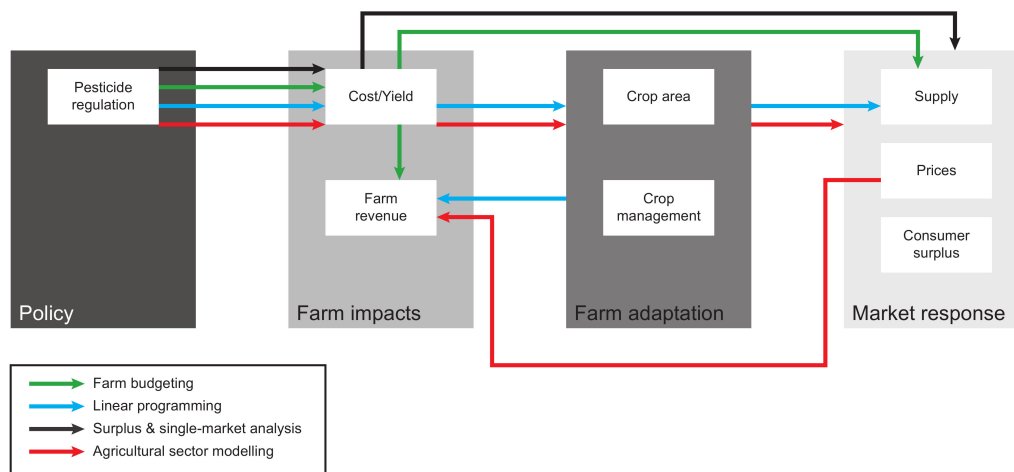 Pesticide
regulation
Policy
Cost/Yield
Farm
revenue
Farm impacts
Crop area
Crop
management
Farm adaptation
Supply
Prices
Consumer
surplus
Market response
Farm budgeting
Linear programming
Surplus & single-market analysis
Agricultural sector modelling